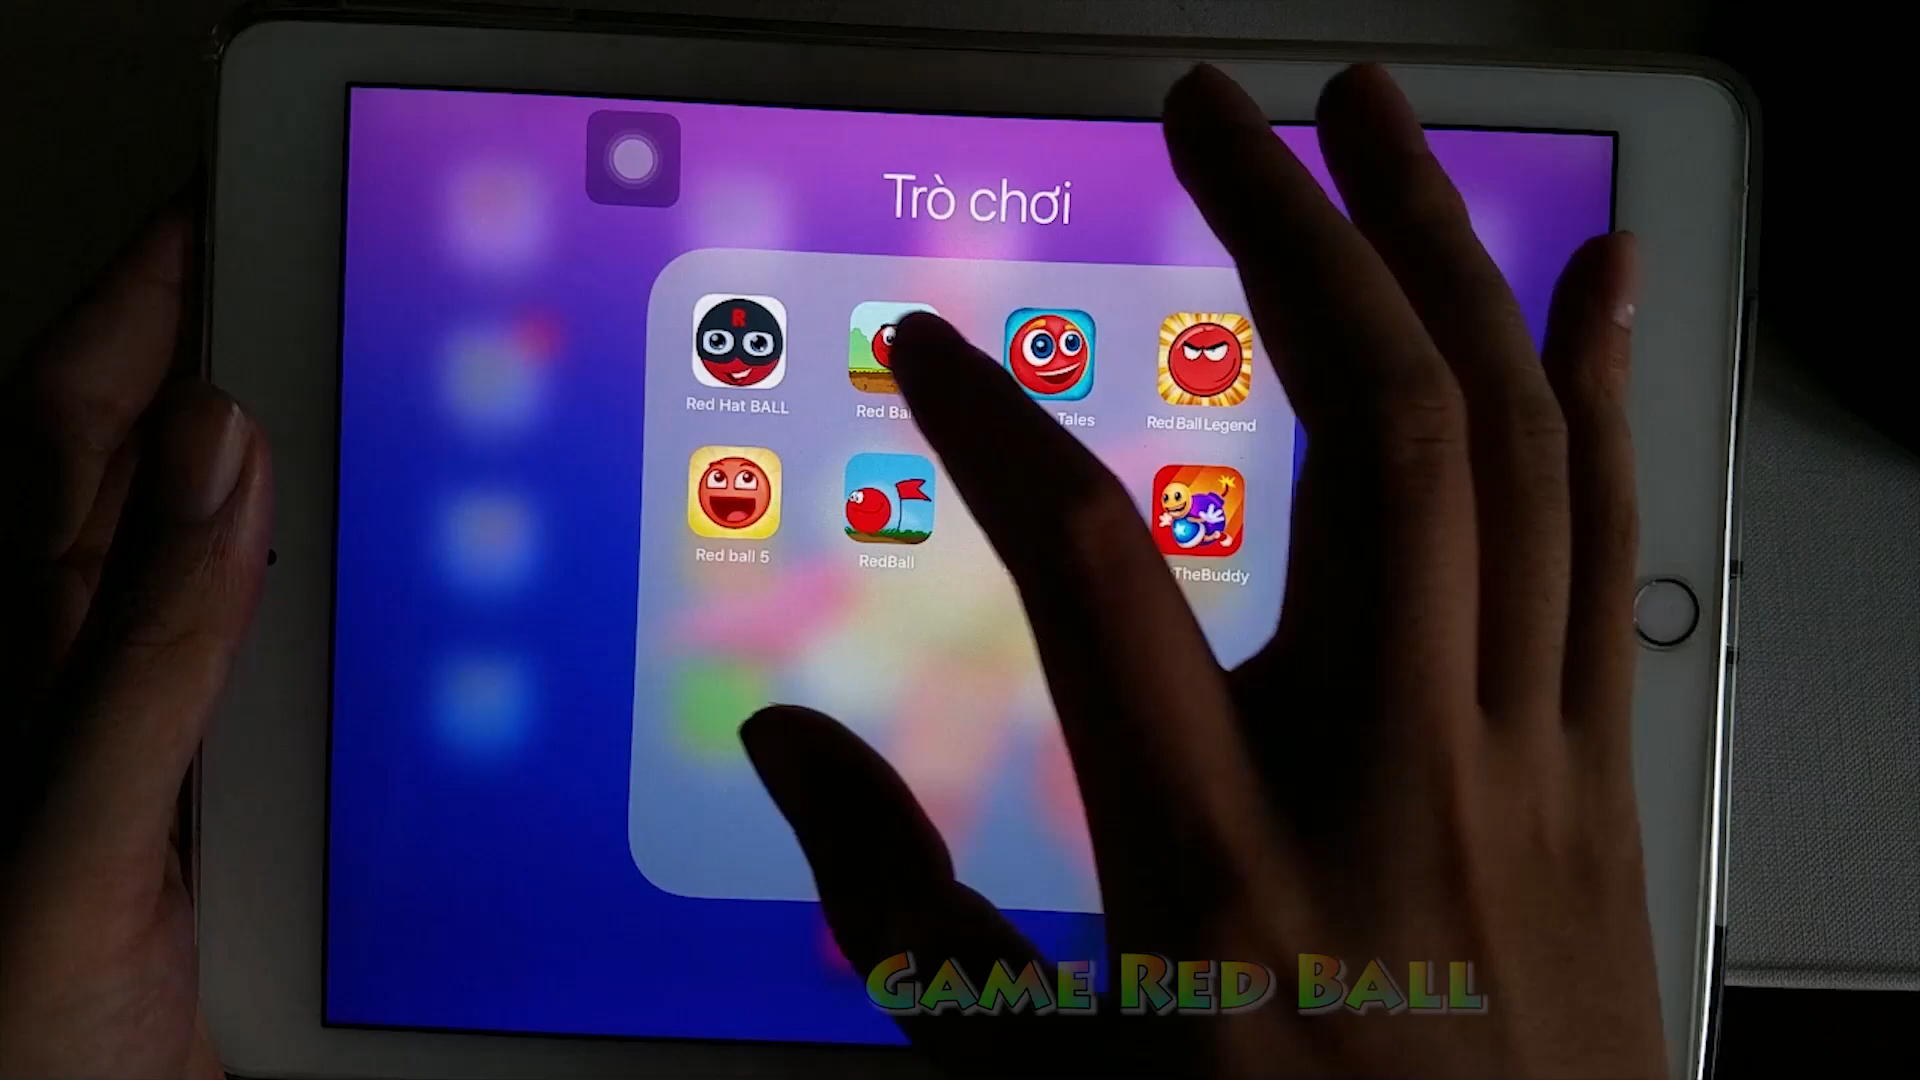 Trò chơi
R
Red Hat BALL
Red Ba
Tales
Red Ball Legend
Red ball 5
RedBall
TheBuddy
GAME RED BALL